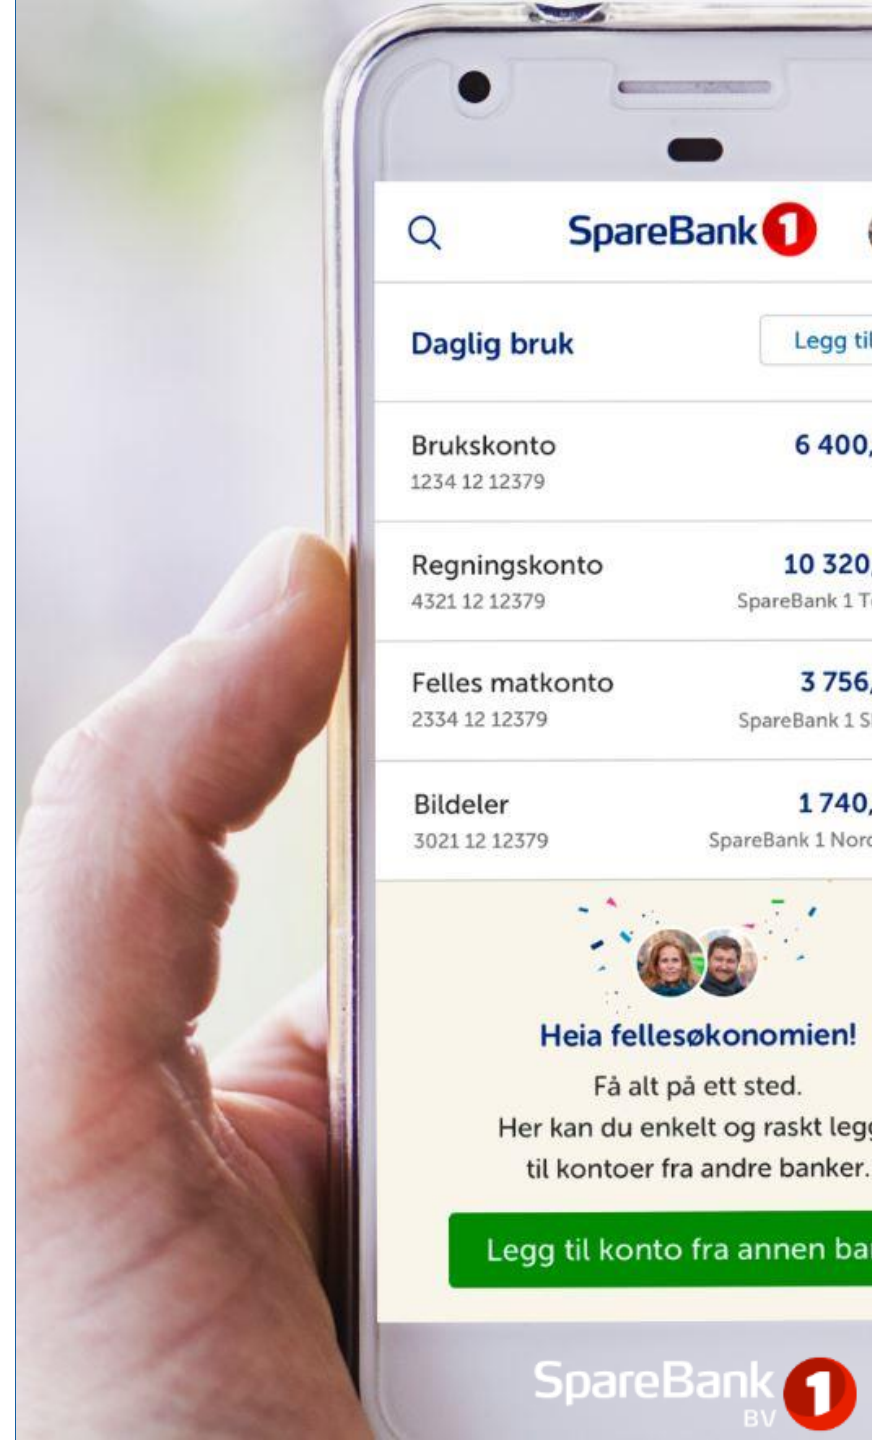 SpareBank 1
Daglig bruk
Legg til
Brukskonto 6 400,
1234 12 12379
Regningskonto 10 320,
4321 12 12379 SpareBank 1
Felles matkonto 3 756,
2334 12 12379 SpareBank 1
Bildeler 1 740,
3021 12 12379 SpareBank 1 Nord
Heia fellesøkonomien!
Få alt på ett sted.
Her kan du enkelt og raskt legg
til kontoer fra andre banker.
Legg til konto fra annen
SpareBank 1
BV